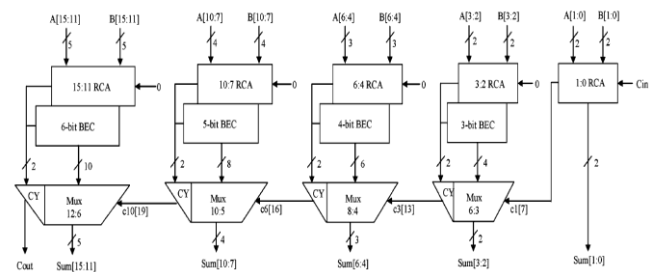 A[15:11] B[15:11] A[10:7] B[10:7] A[6:4] B[6:4] A[3:2] B[3:2] A[1:0] B[1:0]
5 5 4 4 3 3 2 2 2 2
15:11 RCA 0 10:7 RCA 0 6:4 RCA 0 3:2 RCA 0 1:0 RCA Cin
6-bit BEC 5-bit BEC 4-bit BEC 3-bit BEC
2 10 2 8 2 6 2 4 2
CY Mux 12:6 c10[19] CY Mux 10:5 c6[16] CY Mux 8:4 c3[13] CY Mux 6:3 c1[7]
5 4 3 2
Cout Sum[15:11] Sum[10:7] Sum[6:4] Sum[3:2] Sum[1:0]